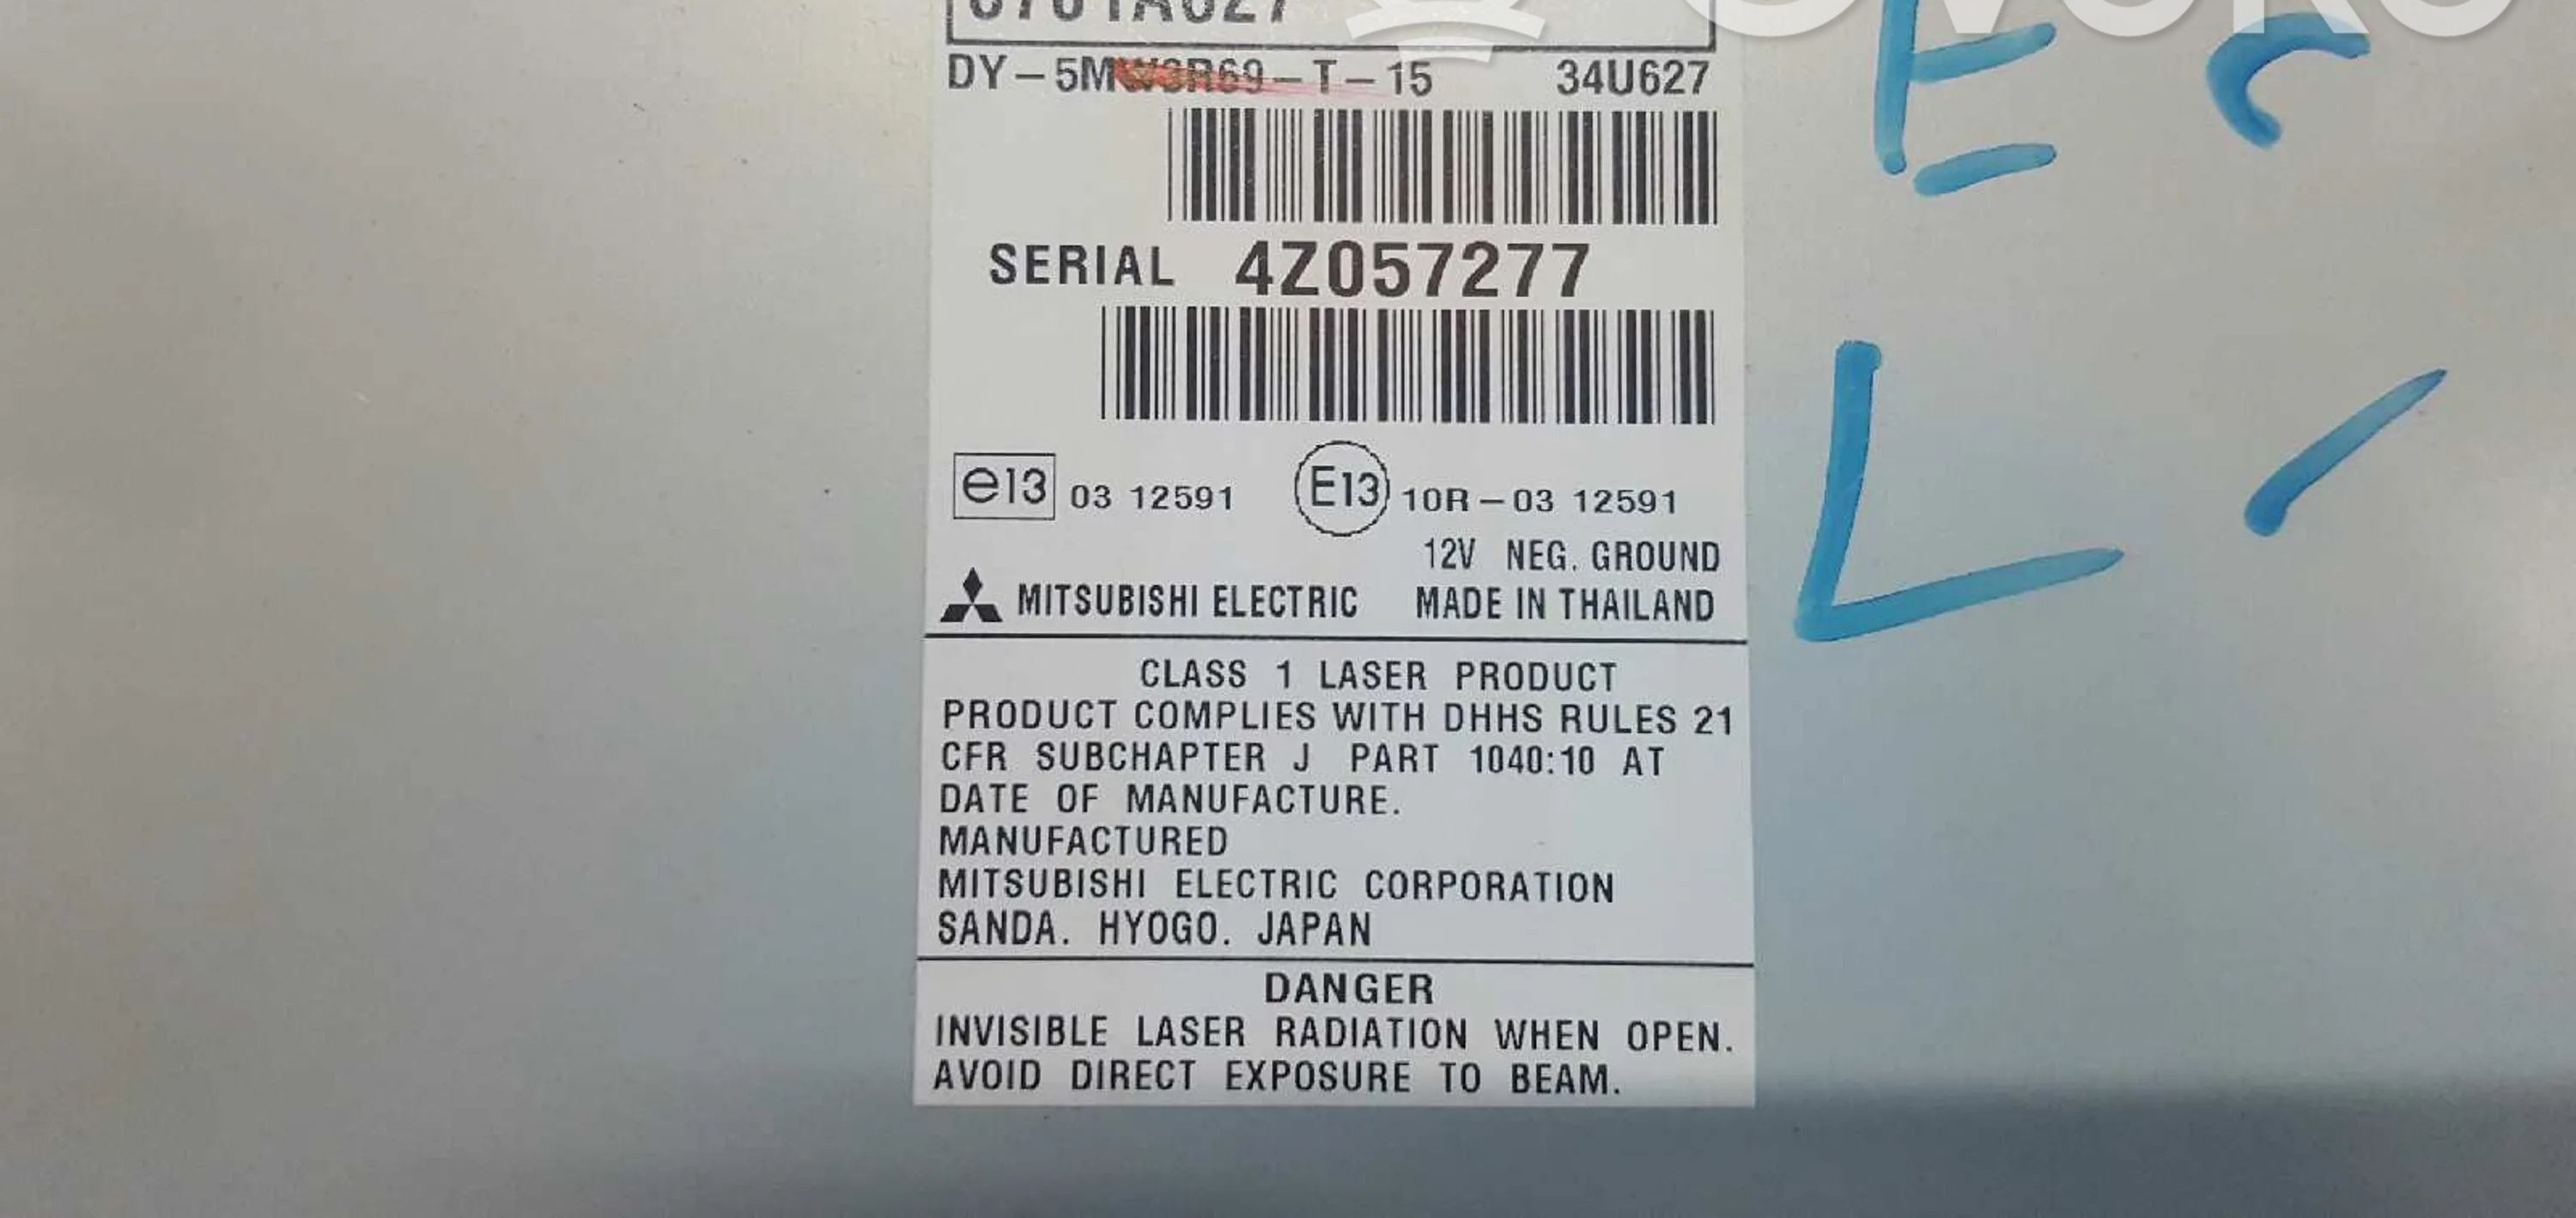 DY-5MW3R69-T-15 34U627
SERIAL 4Z057277
e13 03 12591 E13 10R-03 12591
12V NEG. GROUND
MITSUBISHI ELECTRIC MADE IN THAILAND
CLASS 1 LASER PRODUCT
PRODUCT COMPLIES WITH DHHS RULES 21
CFR SUBCHAPTER J PART 1040:10 AT
DATE OF MANUFACTURE.
MANUFACTURED
MITSUBISHI ELECTRIC CORPORATION
SANDA. HYOGO. JAPAN
DANGER
INVISIBLE LASER RADIATION WHEN OPEN.
AVOID DIRECT EXPOSURE TO BEAM.